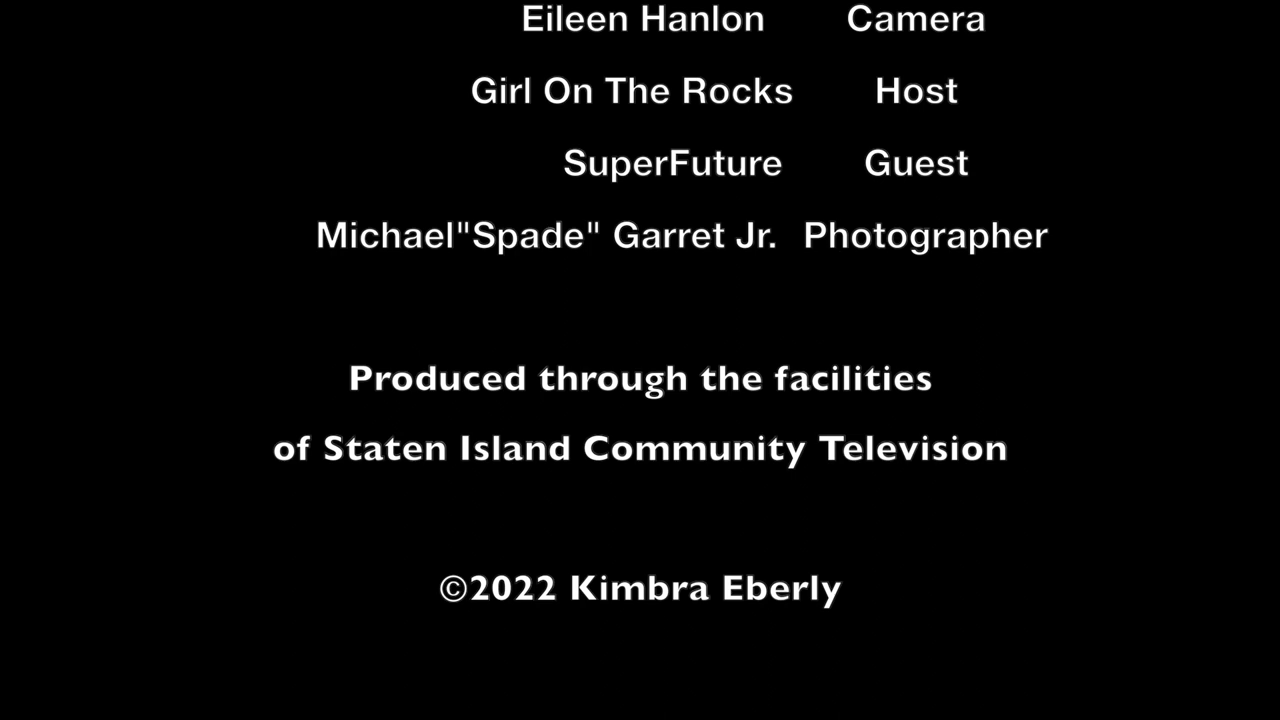 Eileen Hanlon Camera
Girl On The Rocks Host
SuperFuture Guest
Michael"Spade" Garret Jr. Photographer
Produced through the facilities
of Staten Island Community Television
©2022 Kimbra Eberly